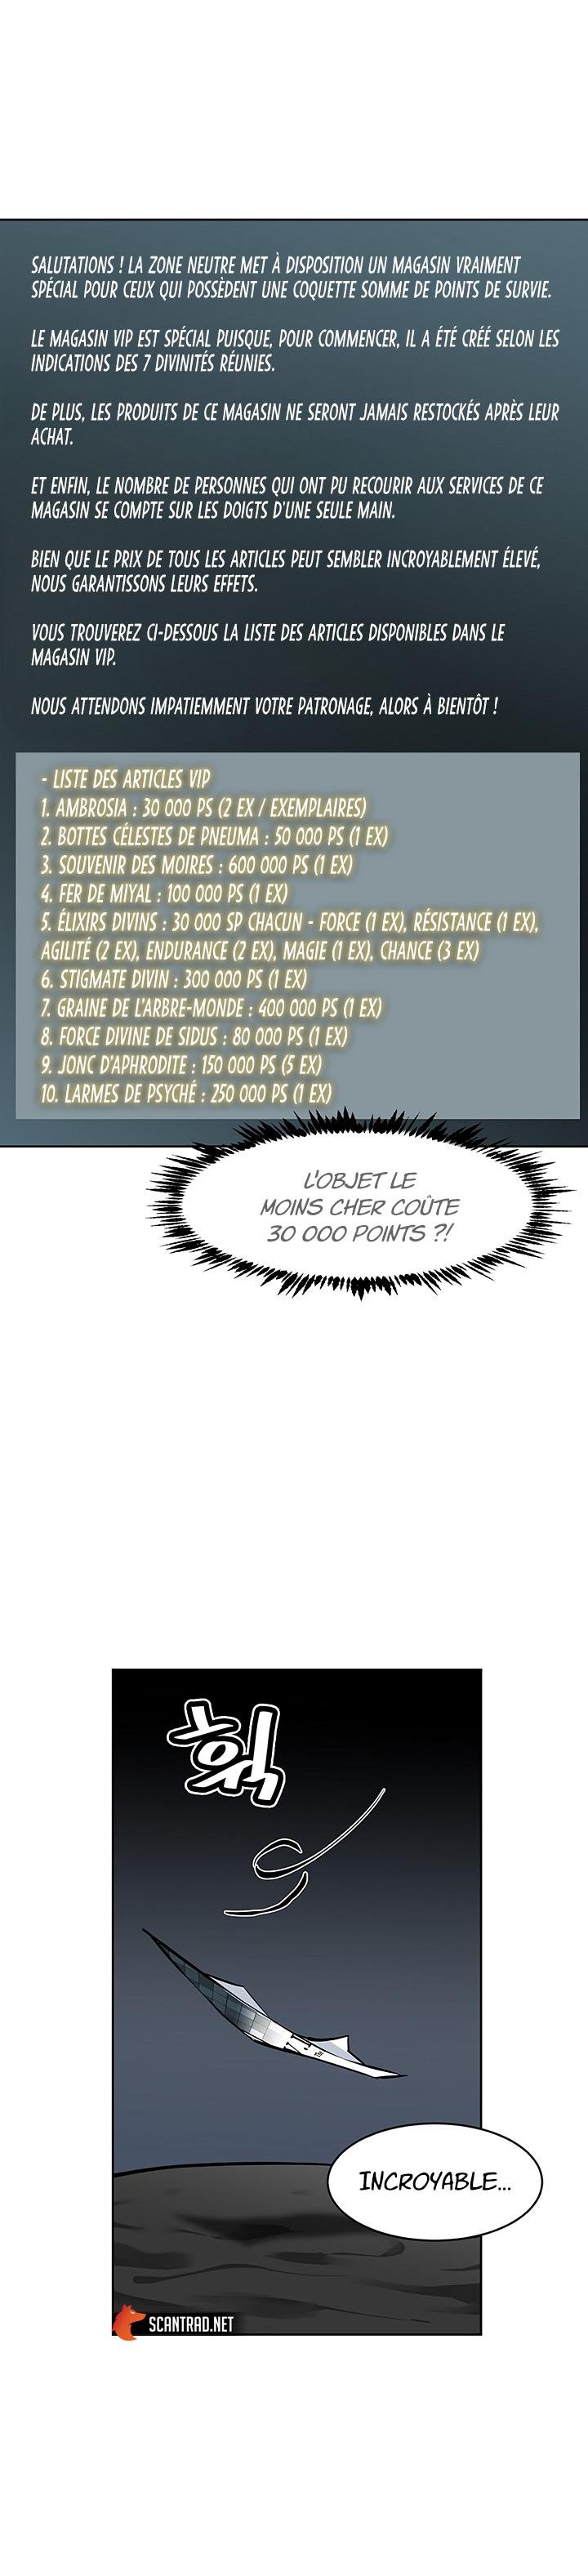 SALUTATIONS ! LA ZONE NEUTRE MET À DISPOSITION UN MAGASIN VRAIMENT
SPÉCIAL POUR CEUX QUI POSSÈDENT UNE COQUETTE SOMME DE POINTS DE SURVIE.
LE MAGASIN VIP EST SPÉCIAL PUISQUE, POUR COMMENCER, IL A ÉTÉ CRÉÉ SELON LES
INDICATIONS DES 7 DIVINITÉS RÉUNIES.
DE PLUS, LES PRODUITS DE CE MAGASIN NE SERONT JAMAIS RESTOCKÉS APRÈS LEUR
ACHAT.
ET ENFIN, LE NOMBRE DE PERSONNES QUI ONT PU RECOURIR AUX SERVICES DE CE
MAGASIN SE COMPTE SUR LES DOIGTS D'UNE SEULE MAIN.
BIEN QUE LE PRIX DE TOUS LES ARTICLES PEUT SEMBLER INCROYABLEMENT ÉLEVÉ,
NOUS GARANTISSONS LEURS EFFETS.
VOUS TROUVEREZ CI-DESSOUS LA LISTE DES ARTICLES DISPONIBLES DANS LE
MAGASIN VIP.
NOUS ATTENDONS IMPATIEMMENT VOTRE PATRONAGE, ALORS À BIENTÔT !
- LISTE DES ARTICLES VIP
1. AMBROSIA : 30 000 PS (2 EX / EXEMPLAIRES)
2. BOTTES CÉLESTES DE PNEUMA : 50 000 PS (1 EX)
3. SOUVENIR DES MOIRES : 600 000 PS (1 EX)
4. FER DE MIYAL : 100 000 PS (1 EX)
5. ÉLIXIRS DIVINS : 30 000 SP CHACUN - FORCE (1 EX), RÉSISTANCE (1 EX),
AGILITÉ (2 EX), ENDURANCE (2 EX), MAGIE (1 EX), CHANCE (3 EX)
6. STIGMATE DIVIN : 300 000 PS (1 EX)
7. GRAINE DE L'ARBRE-MONDE : 400 000 PS (1 EX)
8. FORCE DIVINE DE SIDUS : 80 000 PS (1 EX)
9. JONC D'APHRODITE : 150 000 PS (5 EX)
10. LARMES DE PSYCHÉ : 250 000 PS (1 EX)
L'OBJET LE
MOINS CHER COÛTE
30 000 POINTS ?!
휙
INCROYABLE...
SCANTRAD.NET